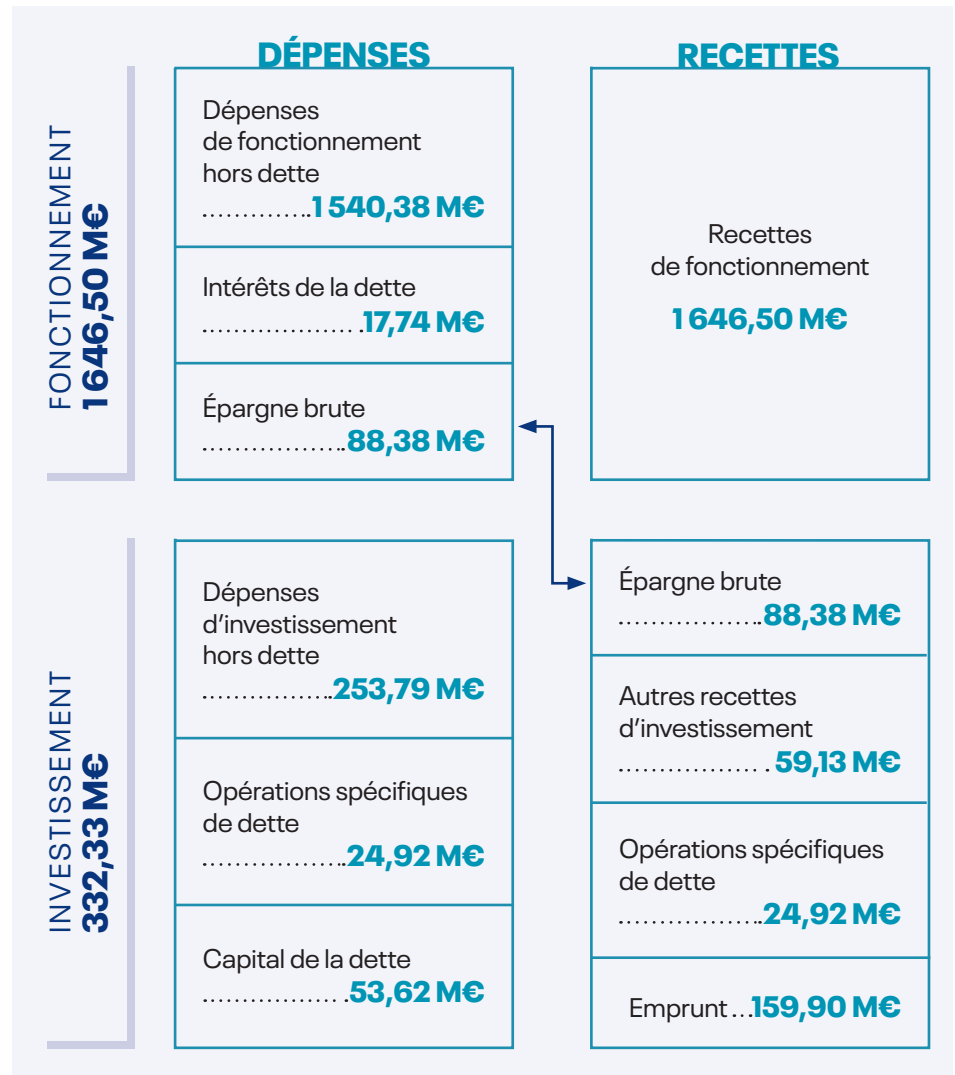 DÉPENSES
RECETTES
FONCTIONNEMENT
1 646,50 M€
Dépenses
de fonctionnement
hors dette
.............1 540,38 M€
Intérêts de la dette
...................17,74 M€
Épargne brute
.................88,38 M€
Recettes
de fonctionnement
1 646,50 M€
INVESTISSEMENT
332,33 M€
Dépenses
d’investissement
hors dette
...............253,79 M€
Opérations spécifiques
de dette
.................24,92 M€
Capital de la dette
.................53,62 M€
Épargne brute
.................88,38 M€
Autres recettes
d’investissement
.................59,13 M€
Opérations spécifiques
de dette
.................24,92 M€
Emprunt...159,90 M€